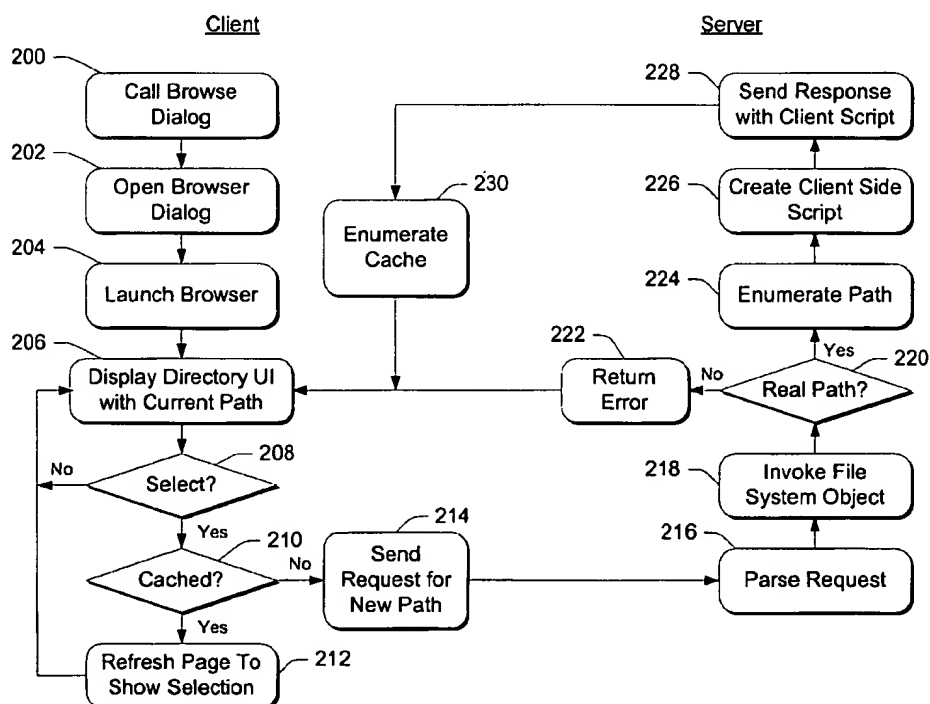 Client
Server
200
Call Browse
Dialog
202
Open Browser
Dialog
204
Launch Browser
206
Display Directory UI
with Current Path
208
Select?
No
Yes
210
Cached?
No
Yes
Refresh Page To
Show Selection
212
214
Send
Request for
New Path
216
Parse Request
218
Invoke File
System Object
220
Real Path?
No
Yes
222
Return
Error
224
Enumerate Path
226
Create Client Side
Script
228
Send Response
with Client Script
230
Enumerate
Cache